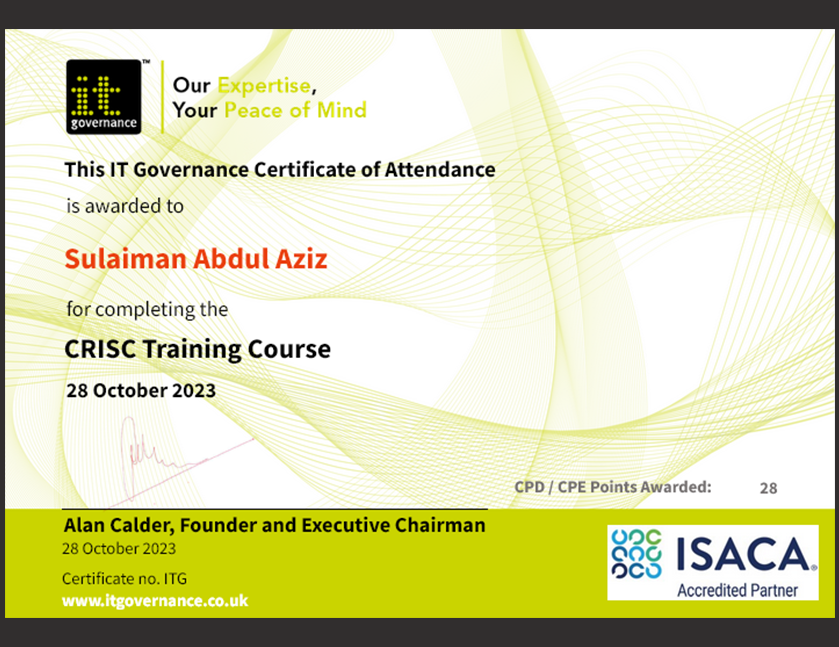 it™
governance
Our Expertise,
Your Peace of Mind
This IT Governance Certificate of Attendance
is awarded to
Sulaiman Abdul Aziz
for completing the
CRISC Training Course
28 October 2023
CPD / CPE Points Awarded: 28
Alan Calder, Founder and Executive Chairman
28 October 2023
Certificate no. ITG
www.itgovernance.co.uk
ISACA®
Accredited Partner